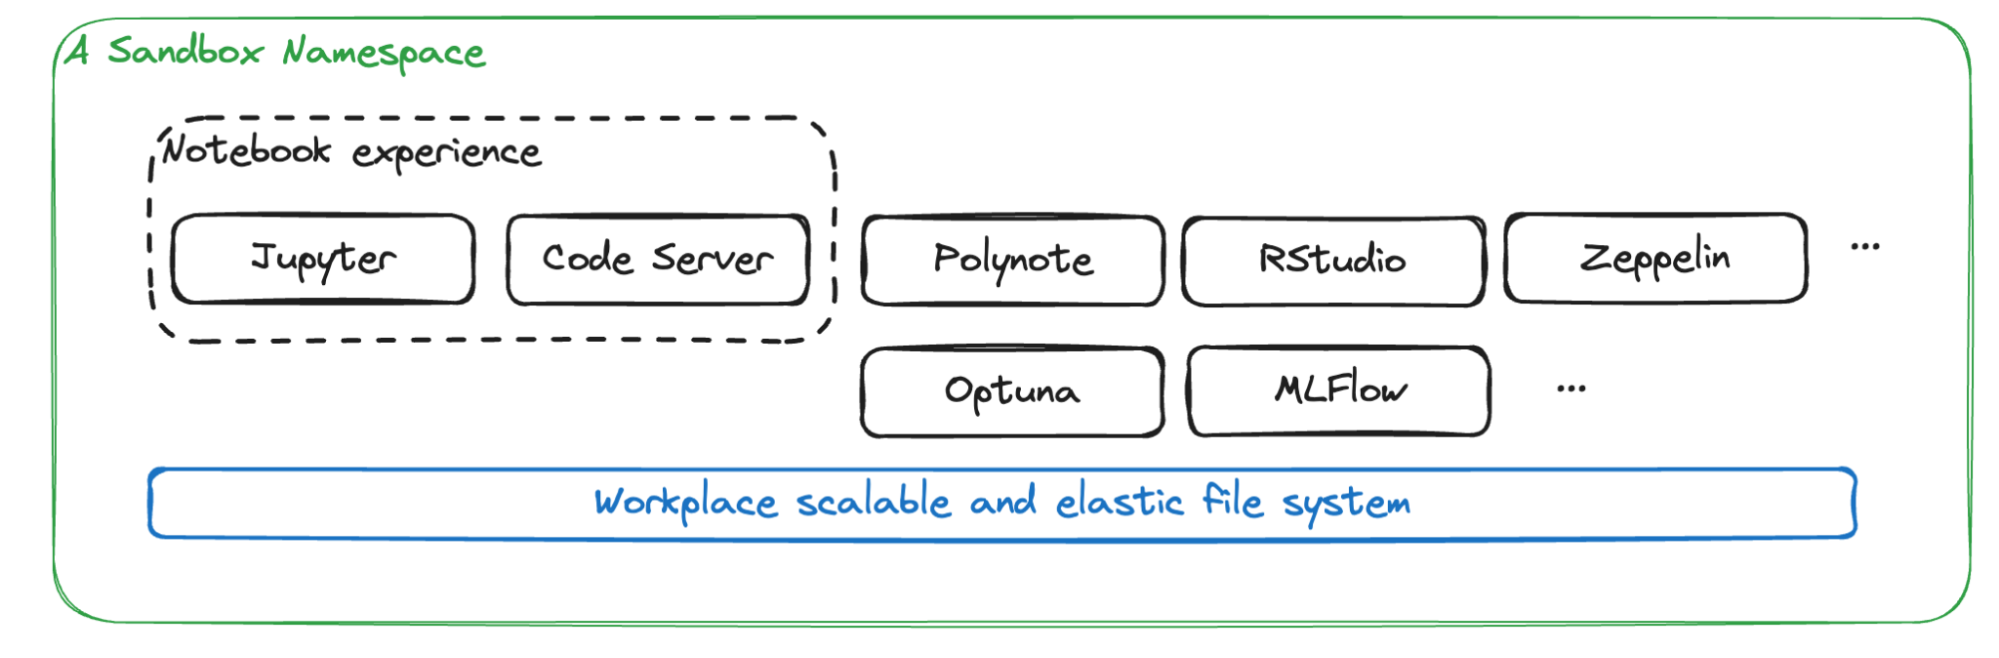 A Sandbox Namespace
Notebook experience
Jupyter
Code Server
Polynote
RStudio
Zeppelin
...
Optuna
MLFlow
...
Workplace scalable and elastic file system